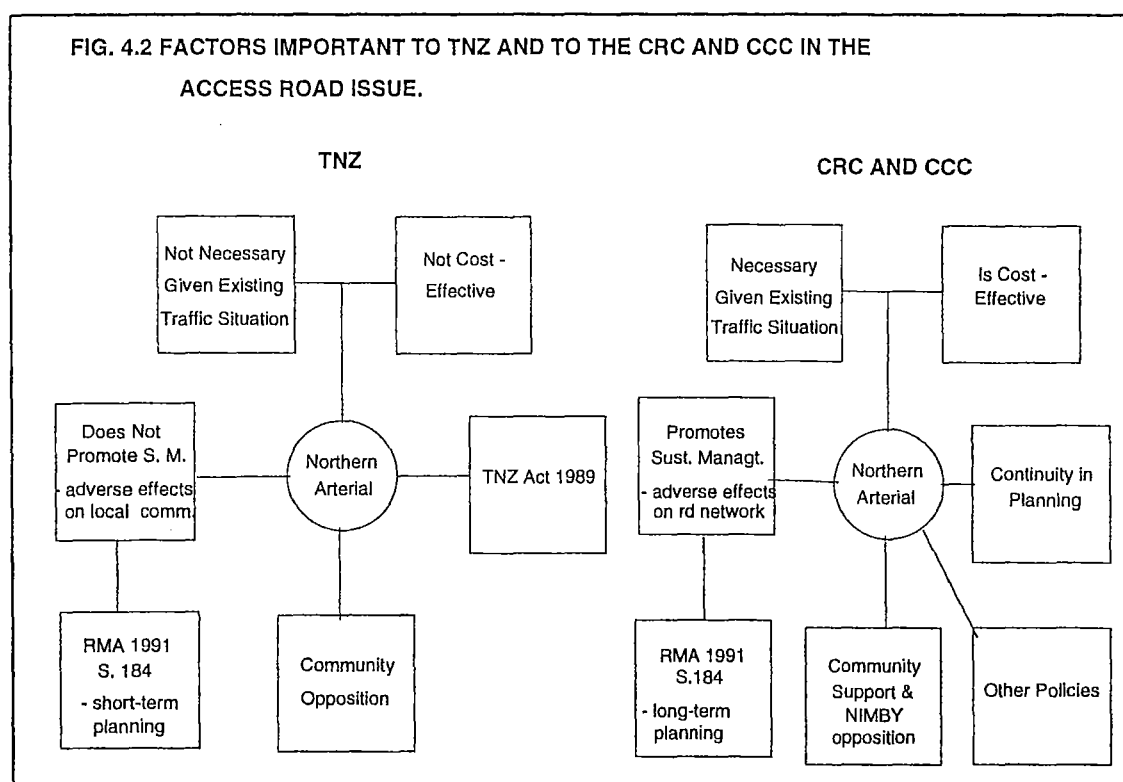 FIG. 4.2 FACTORS IMPORTANT TO TNZ AND TO THE CRC AND CCC IN THE
ACCESS ROAD ISSUE.
TNZ
Not Necessary
Given Existing
Traffic Situation
Not Cost -
Effective
Does Not
Promote S. M.
- adverse effects
on local comm.
Northern
Arterial
TNZ Act 1989
RMA 1991
S. 184
- short-term
planning
Community
Opposition
CRC AND CCC
Necessary
Given Existing
Traffic Situation
Is Cost -
Effective
Promotes
Sust. Managt.
- adverse effects
on rd network
Northern
Arterial
Continuity in
Planning
RMA 1991
S.184
- long-term
planning
Community
Support &
NIMBY
opposition
Other Policies